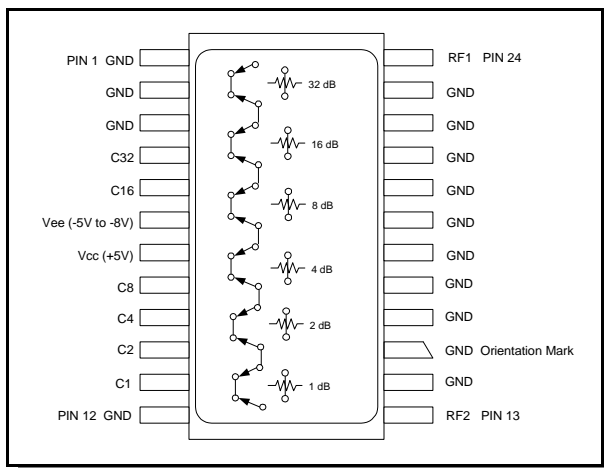 PIN 1 GND
RF1 PIN 24
32 dB
GND
GND
GND
GND
C32
16 dB
GND
C16
GND
8 dB
Vee (-5V to -8V)
GND
Vcc (+5V)
GND
4 dB
C8
GND
C4
GND
2 dB
C2
GND Orientation Mark
C1
GND
1 dB
PIN 12 GND
RF2 PIN 13